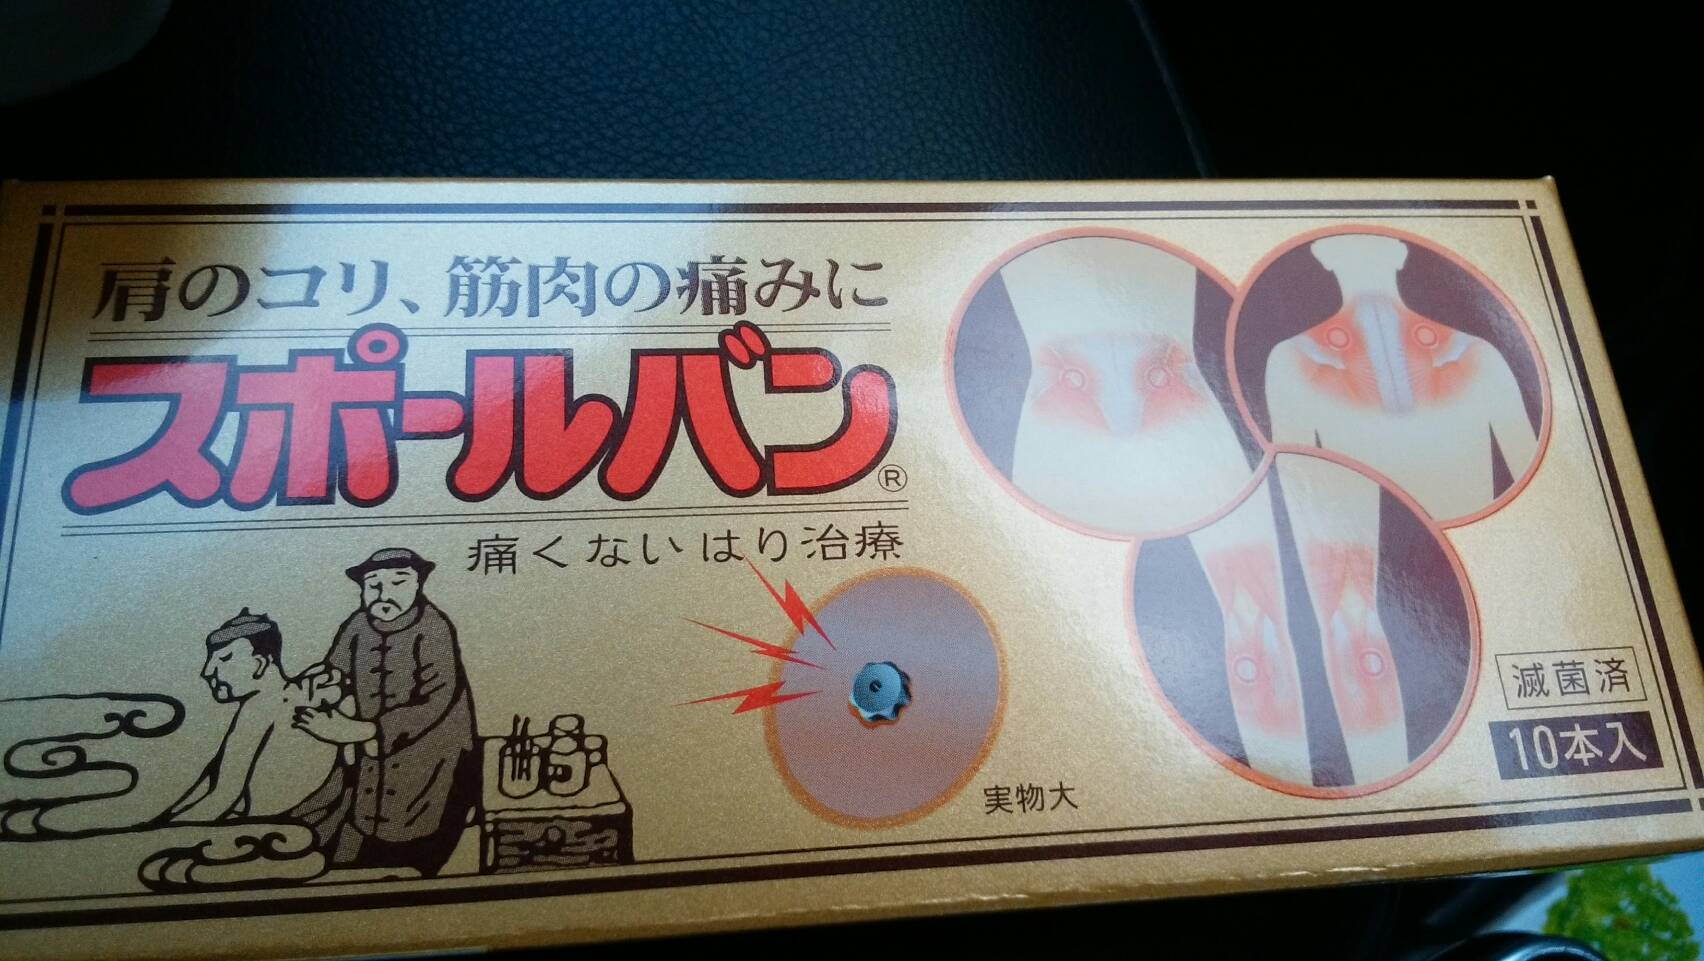 肩のコリ、筋肉の痛みに
スポールバン®
痛くない はり治療
実物大
滅菌済
10本入